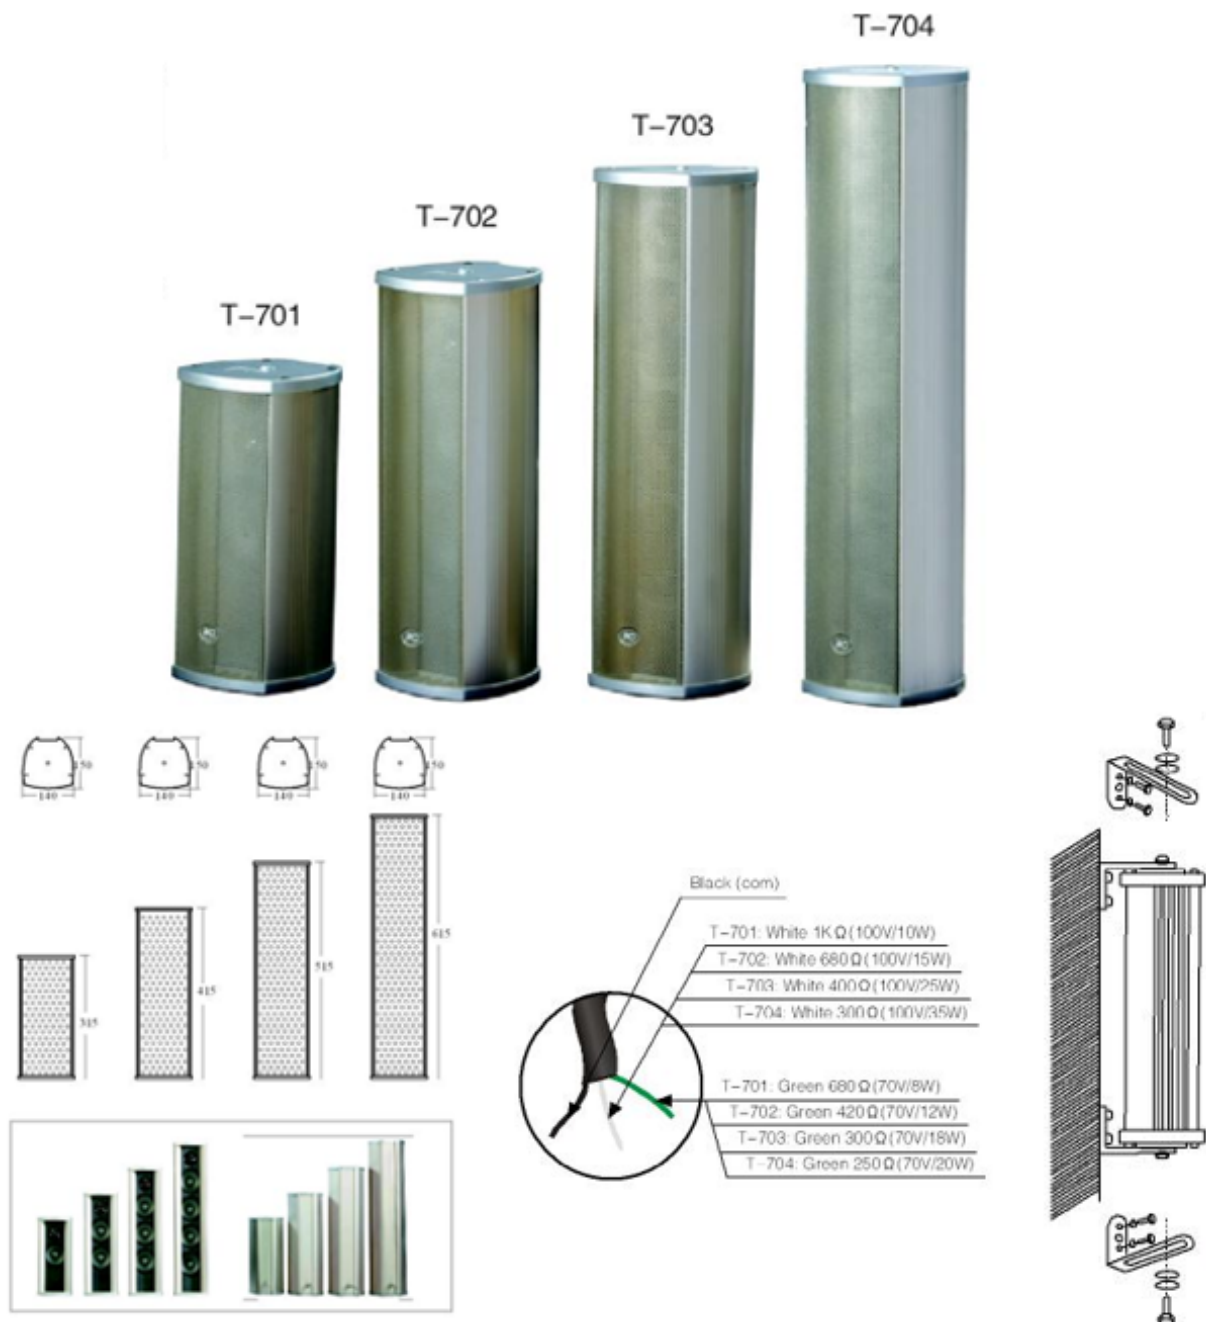 T-704
T-703
T-702
T-701
150
150
150
150
140
140
140
140
615
515
415
315
Black (com)
T-701: White 1KΩ(100V/10W)
T-702: White 680Ω(100V/15W)
T-703: White 400Ω(100V/25W)
T-704: White 300Ω(100V/35W)
T-701: Green 680Ω(70V/8W)
T-702: Green 420Ω(70V/12W)
T-703: Green 300Ω(70V/18W)
T-704: Green 250Ω(70V/20W)